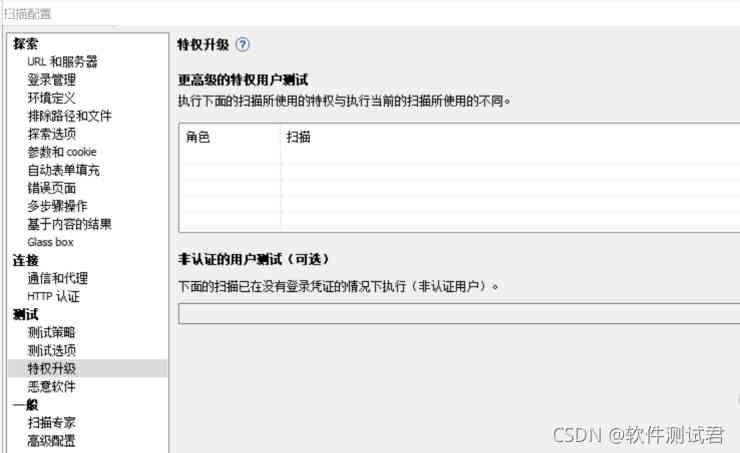 扫描配置
探索
URL 和服务器
登录管理
环境定义
排除路径和文件
探索选项
参数和 cookie
自动表单填充
错误页面
多步骤操作
基于内容的结果
Glass box
连接
通信和代理
HTTP 认证
测试
测试策略
测试选项
特权升级
恶意软件
一般
扫描专家
高级配置
特权升级 ?
更高级的特权用户测试
执行下面的扫描所使用的特权与执行当前的扫描所使用的不同。
角色 扫描
非认证的用户测试（可选）
下面的扫描已在没有登录凭证的情况下执行（非认证用户）。
CSDN @软件测试君